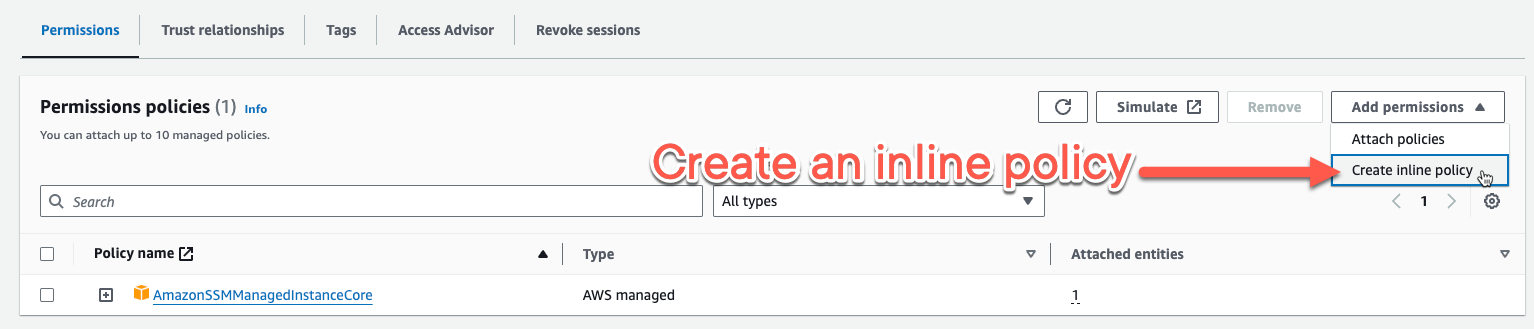 Permissions
Trust relationships
Tags
Access Advisor
Revoke sessions
Permissions policies (1) Info
You can attach up to 10 managed policies.
Simulate
Remove
Add permissions
Attach policies
Create inline policy
Create an inline policy
Search
All types
1
Policy name
Type
Attached entities
AmazonSSMManagedInstanceCore
AWS managed
1